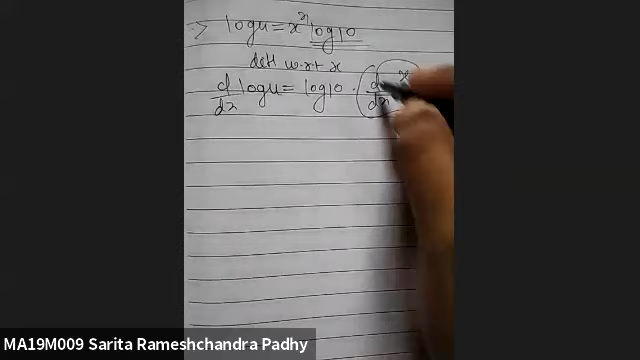 => log u = x^x log 10
diff w.r.t x
d/dx log u = log 10 · (d/dx x^x
MA19M009 Sarita Rameshchandra Padhy